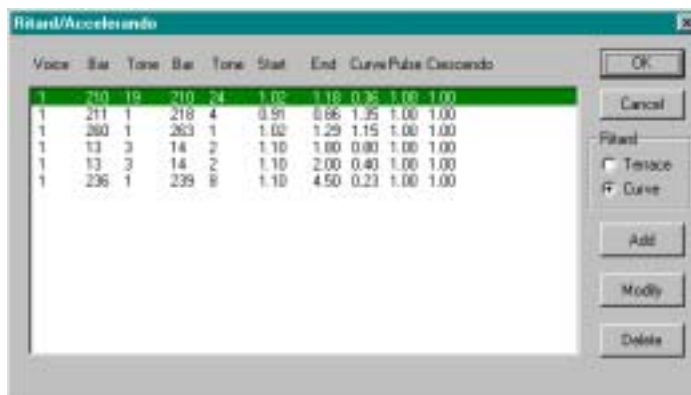 Ritard/Accelerando
Voice Bar Tone Bar Tone Start End Curve Pulse Crescendo
1 210 19 210 24 1.02 1.18 0.36 1.00 1.00
1 211 1 218 4 0.91 0.86 1.35 1.00 1.00
1 260 1 263 1 1.02 1.29 1.15 1.00 1.00
1 13 3 14 2 1.10 1.80 0.80 1.00 1.00
1 13 3 14 2 1.10 2.00 0.40 1.00 1.00
1 236 1 239 8 1.10 4.50 0.23 1.00 1.00
OK
Cancel
Ritard
Terrace
Curve
Add
Modify
Delete